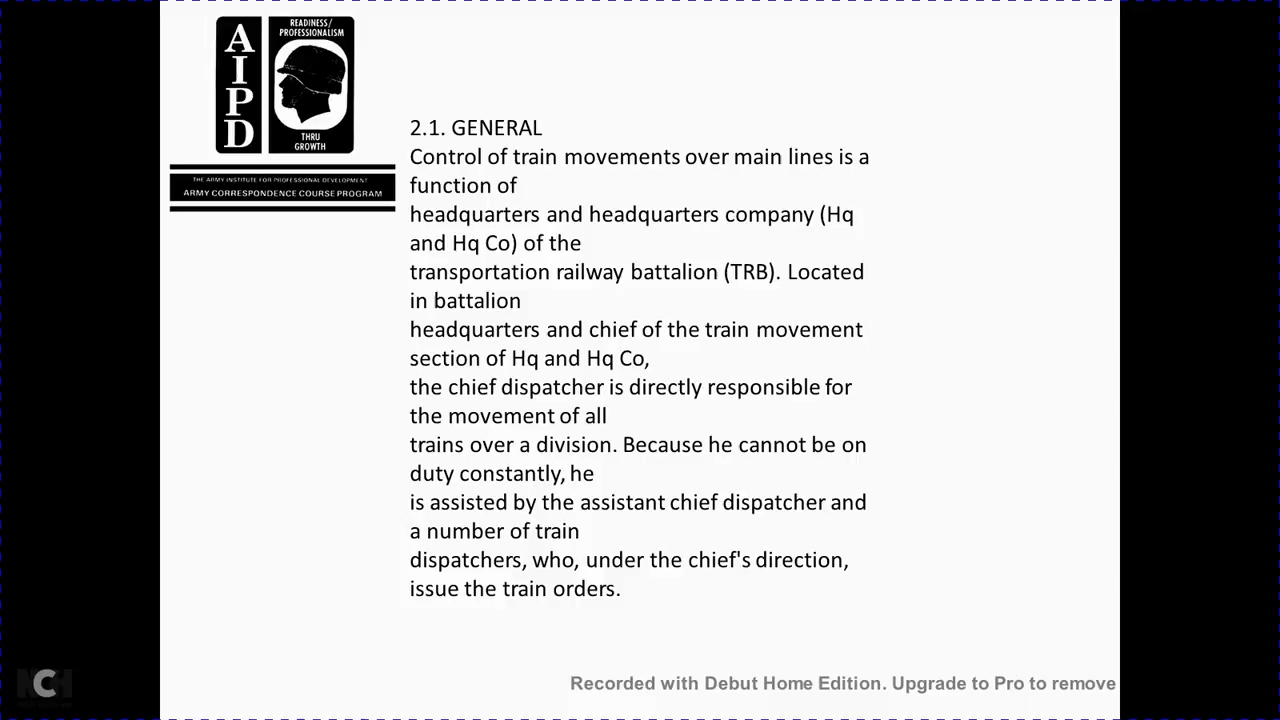 AIPD
READINESS/
PROFESSIONALISM
THRU
GROWTH
THE ARMY INSTITUTE FOR PROFESSIONAL DEVELOPMENT
ARMY CORRESPONDENCE COURSE PROGRAM
2.1. GENERAL
Control of train movements over main lines is a
function of
headquarters and headquarters company (Hq
and Hq Co) of the
transportation railway battalion (TRB). Located
in battalion
headquarters and chief of the train movement
section of Hq and Hq Co,
the chief dispatcher is directly responsible for
the movement of all
trains over a division. Because he cannot be on
duty constantly, he
is assisted by the assistant chief dispatcher and
a number of train
dispatchers, who, under the chief's direction,
issue the train orders.
NCH
Recorded with Debut Home Edition. Upgrade to Pro to remove